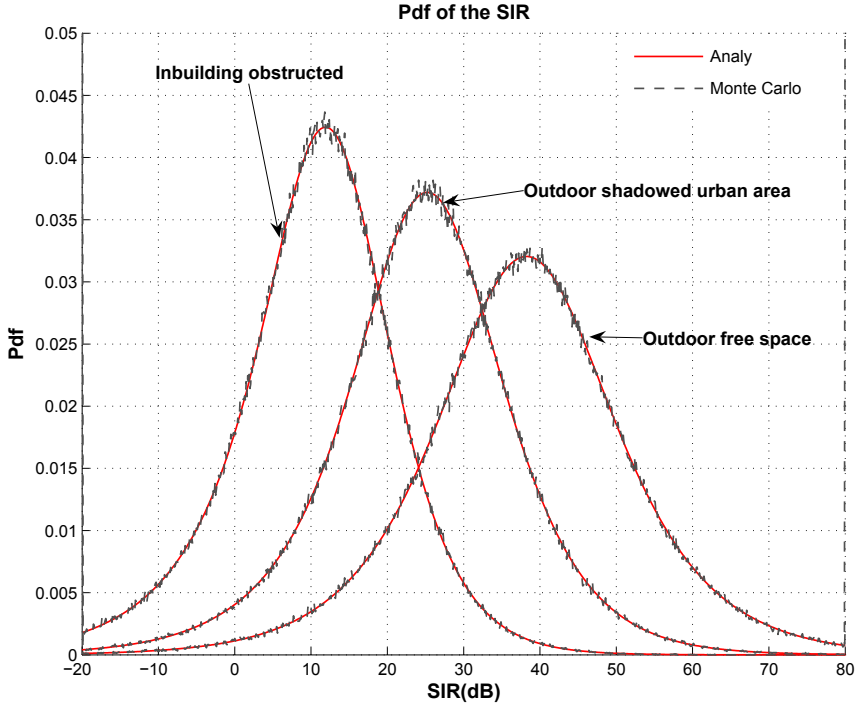 Pdf of the SIR
0.05
0.045
0.04
0.035
0.03
0.025
0.02
0.015
0.01
0.005
0
Pdf
Analy
Monte Carlo
Inbuilding obstructed
Outdoor shadowed urban area
Outdoor free space
−20 −10 0 10 20 30 40 50 60 70 80
SIR(dB)